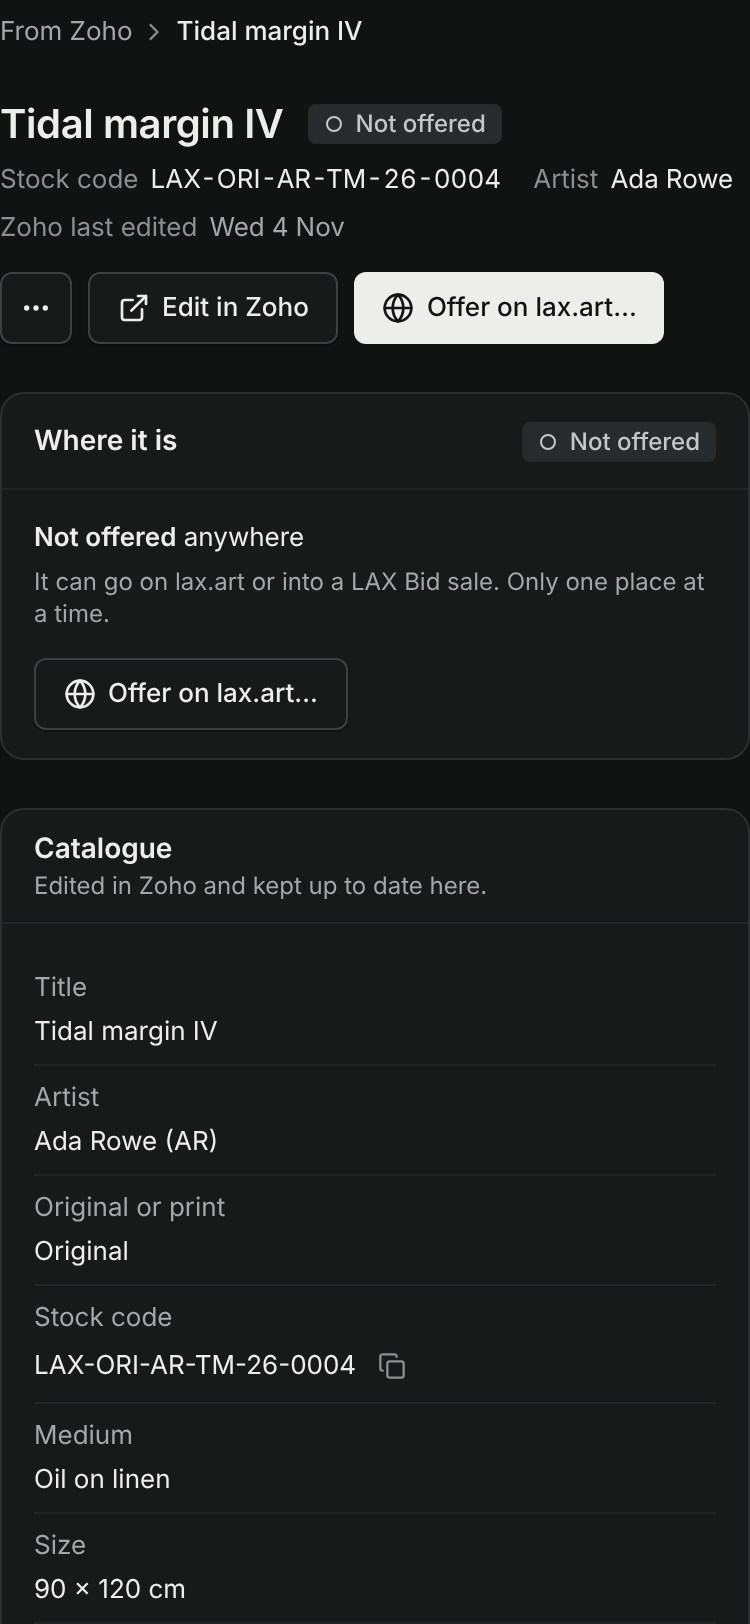 From Zoho > Tidal margin IV
Tidal margin IV Not offered
Stock code LAX-ORI-AR-TM-26-0004 Artist Ada Rowe
Zoho last edited Wed 4 Nov
... Edit in Zoho Offer on lax.art...
Where it is Not offered
Not offered anywhere
It can go on lax.art or into a LAX Bid sale. Only one place at
a time.
Offer on lax.art...
Catalogue
Edited in Zoho and kept up to date here.
Title
Tidal margin IV
Artist
Ada Rowe (AR)
Original or print
Original
Stock code
LAX-ORI-AR-TM-26-0004
Medium
Oil on linen
Size
90 × 120 cm